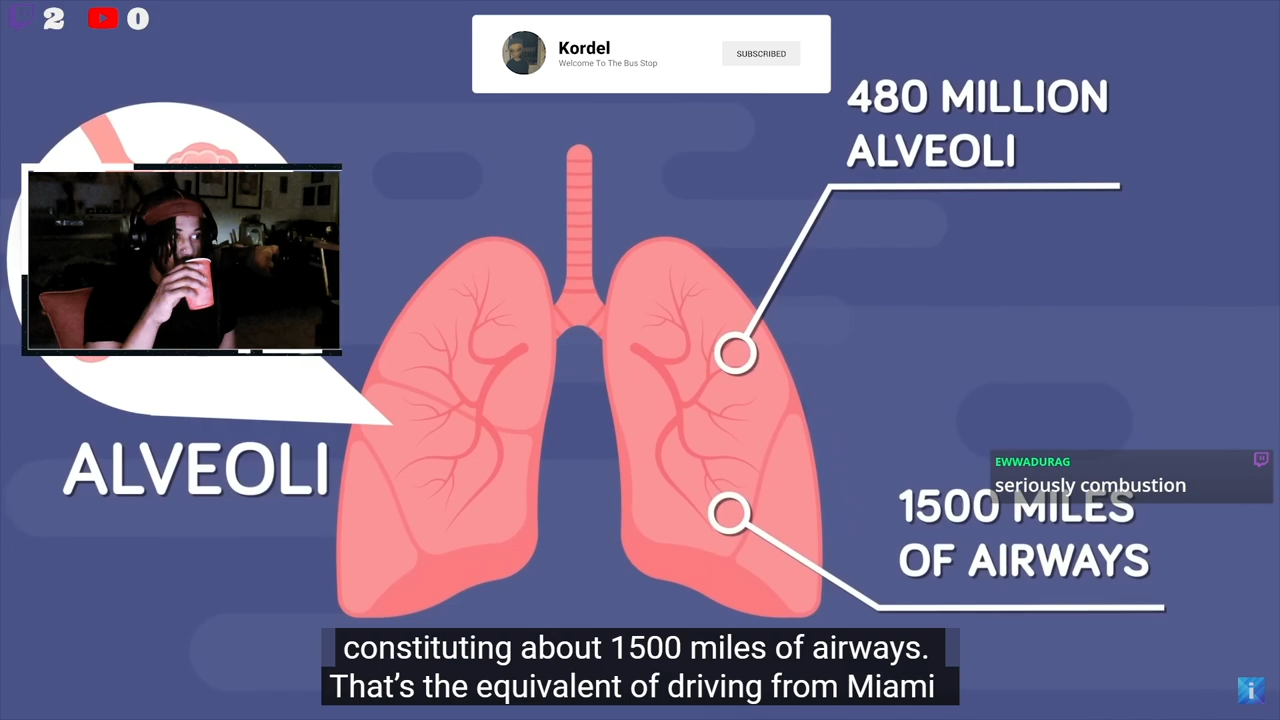 2 0
Kordel
Welcome To The Bus Stop
SUBSCRIBED
480 MILLION
ALVEOLI
ALVEOLI
EWWADURAG
seriously combustion
1500 MILES
OF AIRWAYS
constituting about 1500 miles of airways.
That’s the equivalent of driving from Miami
i